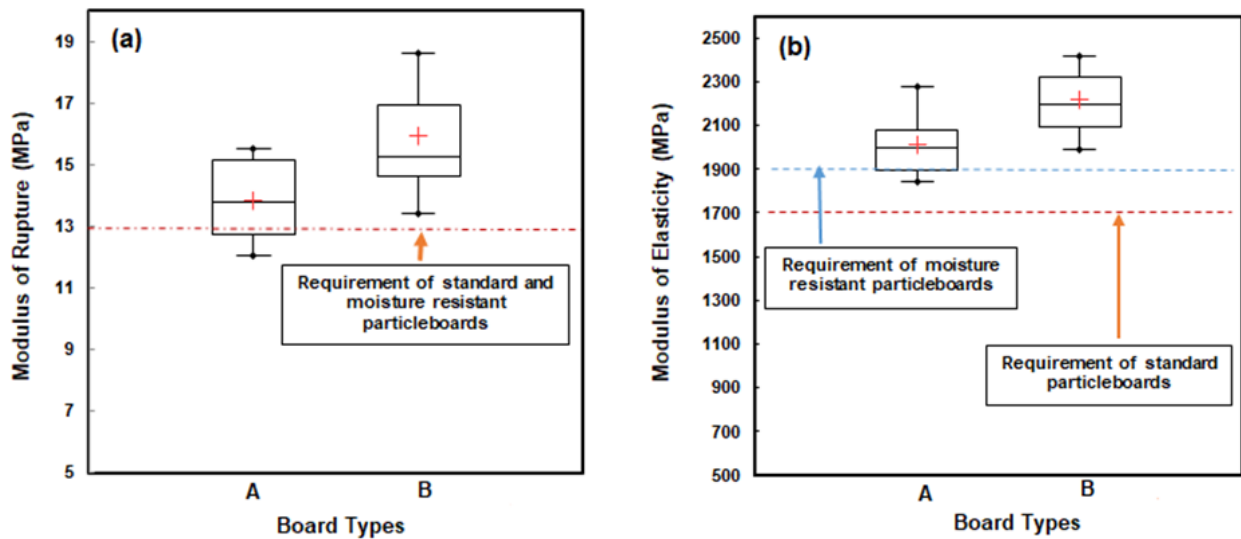 (a)
Modulus of Rupture (MPa)
19
17
15
13
11
9
7
5
Requirement of standard and
moisture resistant
particleboards
A
B
Board Types
(b)
Modulus of Elasticity (MPa)
2500
2300
2100
1900
1700
1500
1300
1100
900
700
500
Requirement of moisture
resistant particleboards
Requirement of standard
particleboards
A
B
Board Types